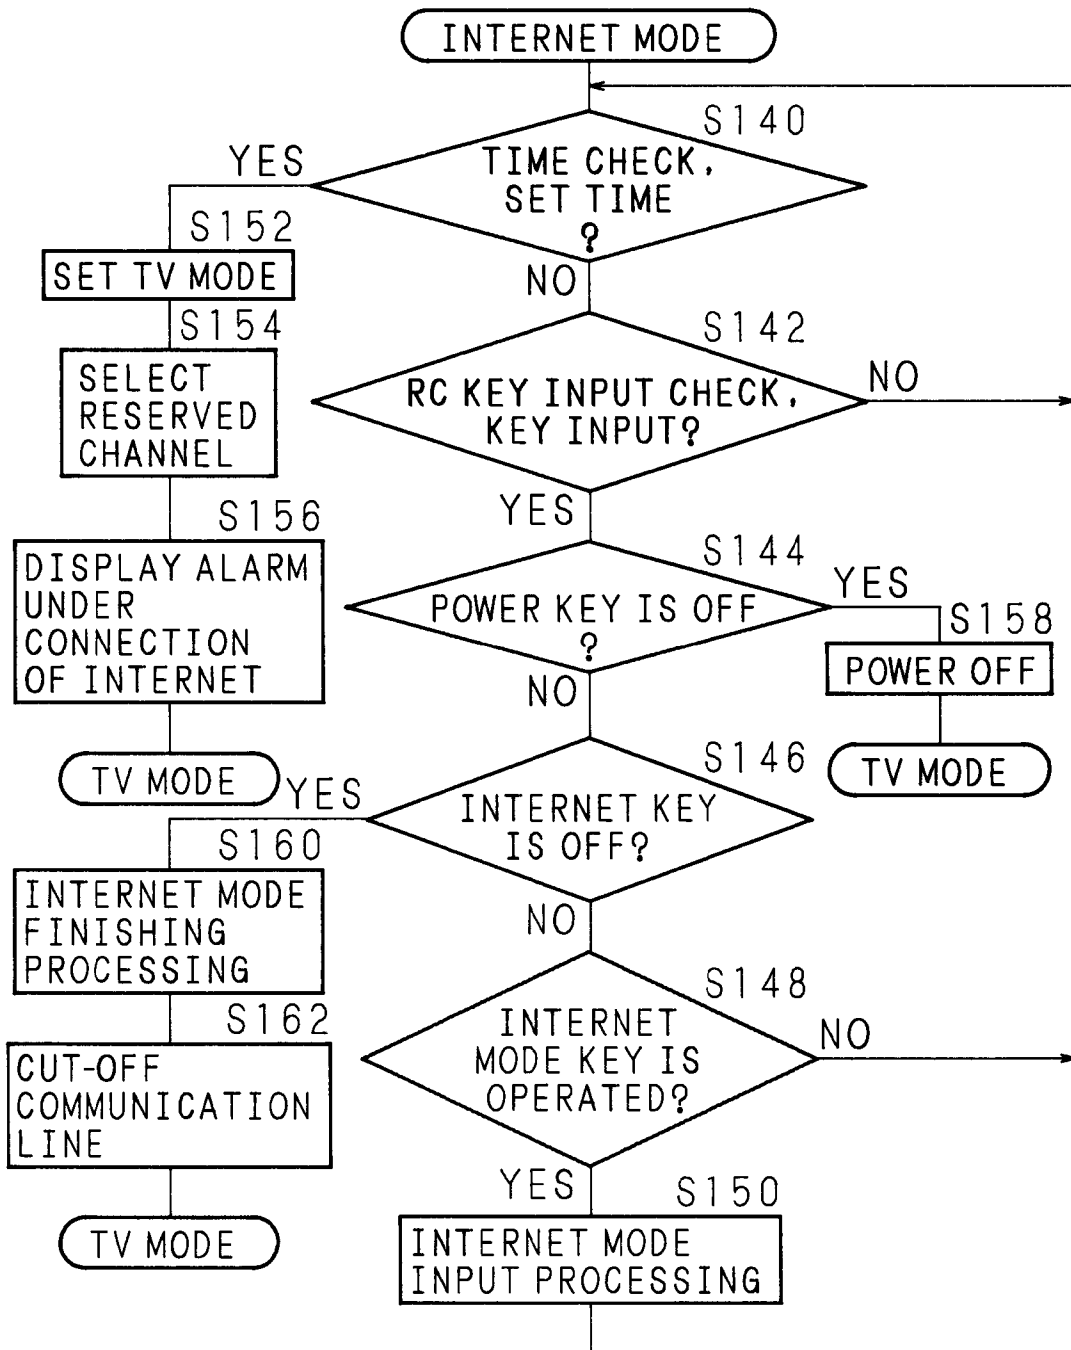 INTERNET MODE
S140
TIME CHECK,
SET TIME
?
YES
NO
S152
SET TV MODE
S154
SELECT
RESERVED
CHANNEL
S156
DISPLAY ALARM
UNDER
CONNECTION
OF INTERNET
TV MODE
S142
RC KEY INPUT CHECK,
KEY INPUT?
NO
YES
S144
POWER KEY IS OFF
?
YES
NO
S158
POWER OFF
TV MODE
S146
INTERNET KEY
IS OFF?
YES
NO
S160
INTERNET MODE
FINISHING
PROCESSING
S162
CUT-OFF
COMMUNICATION
LINE
TV MODE
S148
INTERNET
MODE KEY IS
OPERATED?
NO
YES
S150
INTERNET MODE
INPUT PROCESSING